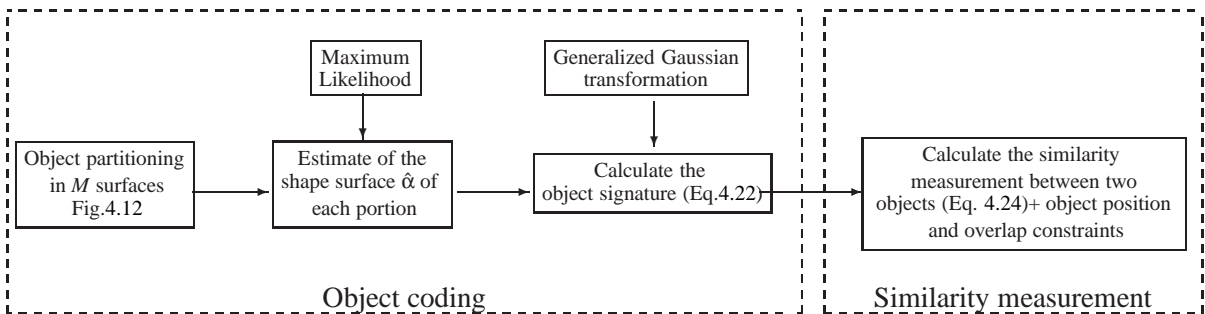 Maximum
Likelihood
Generalized Gaussian
transformation
Object partitioning
in M surfaces
Fig.4.12
Estimate of the
shape surface α̂ of
each portion
Calculate the
object signature (Eq.4.22)
Calculate the similarity
measurement between two
objects (Eq. 4.24)+ object position
and overlap constraints
Object coding
Similarity measurement